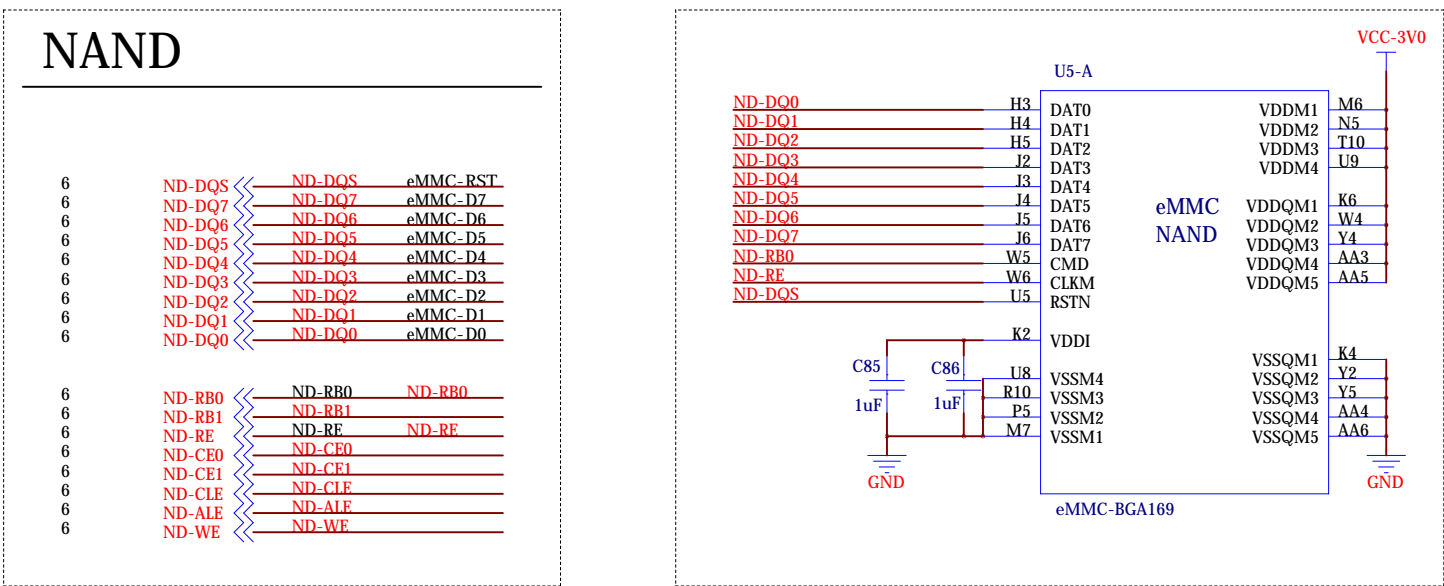 NAND
6 ND-DQS ND-DQS eMMC-RST
6 ND-DQ7 ND-DQ7 eMMC-D7
6 ND-DQ6 ND-DQ6 eMMC-D6
6 ND-DQ5 ND-DQ5 eMMC-D5
6 ND-DQ4 ND-DQ4 eMMC-D4
6 ND-DQ3 ND-DQ3 eMMC-D3
6 ND-DQ2 ND-DQ2 eMMC-D2
6 ND-DQ1 ND-DQ1 eMMC-D1
6 ND-DQ0 ND-DQ0 eMMC-D0
6 ND-RB0 ND-RB0 ND-RB0
6 ND-RB1 ND-RB1
6 ND-RE ND-RE ND-RE
6 ND-CE0 ND-CE0
6 ND-CE1 ND-CE1
6 ND-CLE ND-CLE
6 ND-ALE ND-ALE
6 ND-WE ND-WE
VCC-3V0
U5-A
ND-DQ0 H3 DAT0 VDDM1 M6
ND-DQ1 H4 DAT1 VDDM2 N5
ND-DQ2 H5 DAT2 VDDM3 T10
ND-DQ3 J2 DAT3 VDDM4 U9
ND-DQ4 J3 DAT4
ND-DQ5 J4 DAT5 eMMC VDDQM1 K6
ND-DQ6 J5 DAT6 NAND VDDQM2 W4
ND-DQ7 J6 DAT7 VDDQM3 Y4
ND-RB0 W5 CMD VDDQM4 AA3
ND-RE W6 CLKM VDDQM5 AA5
ND-DQS U5 RSTN
K2 VDDI
C85 C86 VSSQM1 K4
U8 VSSM4 VSSQM2 Y2
1uF 1uF R10 VSSM3 VSSQM3 Y5
P5 VSSM2 VSSQM4 AA4
M7 VSSM1 VSSQM5 AA6
GND GND
eMMC-BGA169